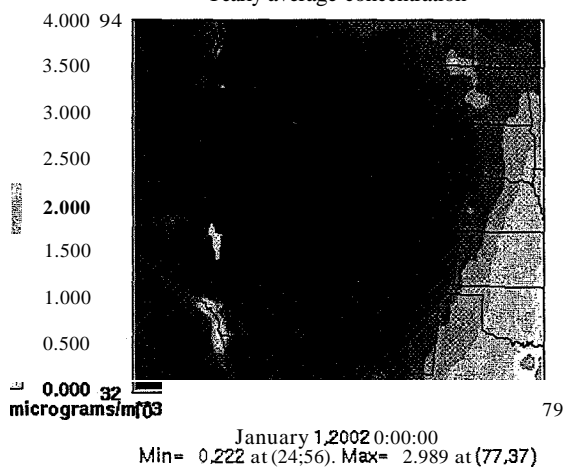 Yearly average concentration
4.000 94
3.500
3.000
2.500
2.000
1.500
1.000
0.500
0.000 32
micrograms/m
79
January 1,2002 0:00:00
Min= 0.222 at (24;56). Max= 2.989 at (77,37)